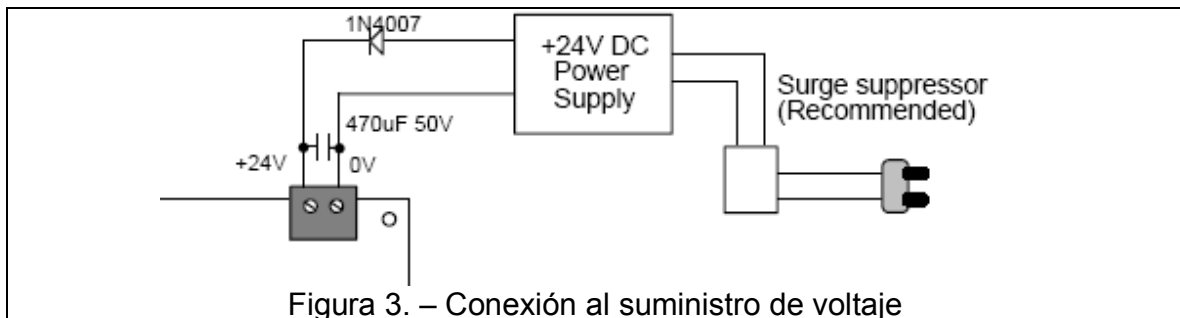 1N4007
+24V DC
Power
Supply
Surge suppressor
(Recommended)
470uF 50V
+24V
0V
Figura 3. – Conexión al suministro de voltaje